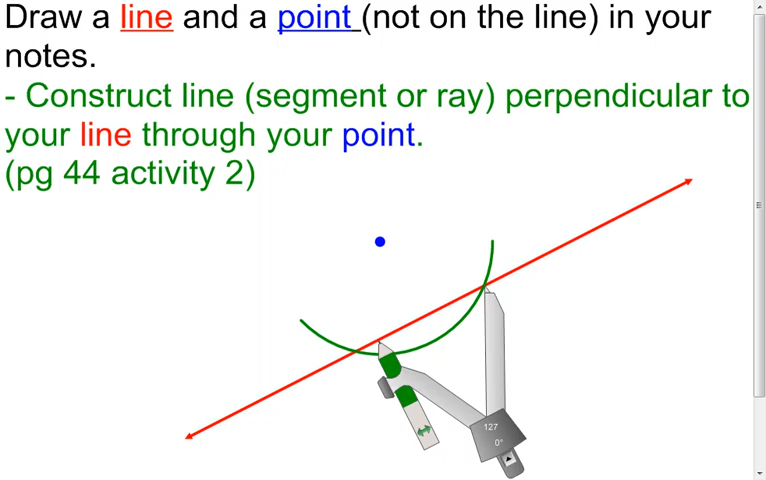 Draw a line and a point (not on the line) in your
notes.
- Construct line (segment or ray) perpendicular to
your line through your point.
(pg 44 activity 2)
127
0°